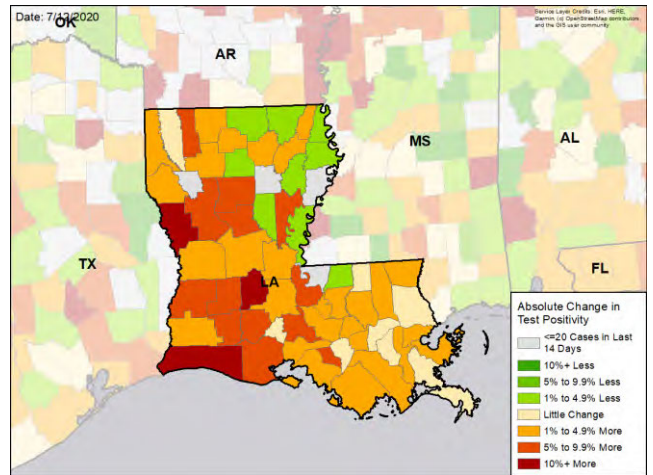 Date: 7/12/2020
Service Layer Credits: Esri, HERE,
Garmin, (c) OpenStreetMap contributors,
and the GIS user community
OK
AR
MS
AL
TX
LA
FL
Absolute Change in
Test Positivity
<=20 Cases in Last
14 Days
10%+ Less
5% to 9.9% Less
1% to 4.9% Less
Little Change
1% to 4.9% More
5% to 9.9% More
10%+ More